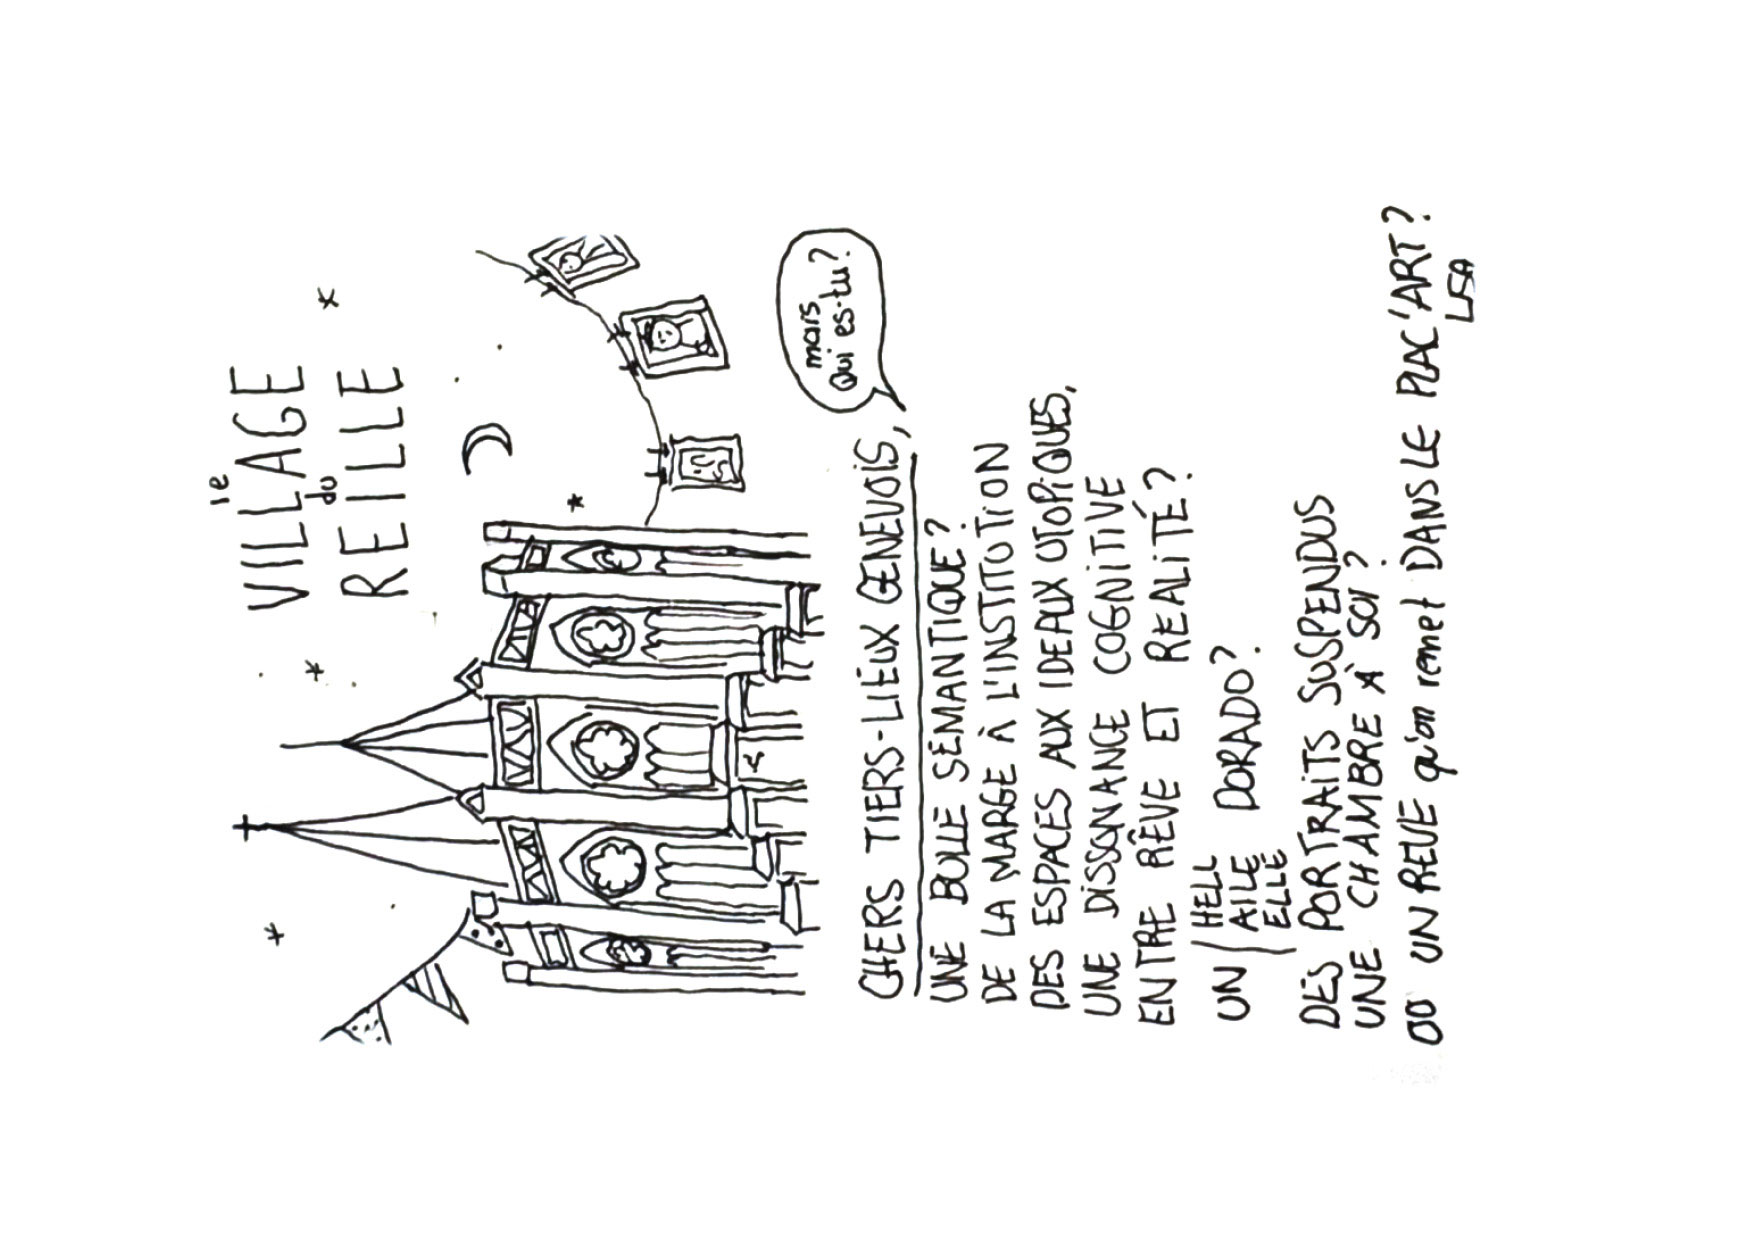 le
VILLAGE
du
REILLE
mais
Qui es-tu?
CHERS TIERS-LIEUX GENEVOIS,
UNE BULLE SEMANTIQUE?
DE LA MARGE À L'INSTITUTION
DES ESPACES AUX IDEAUX UTOPIQUES,
UNE DISSONANCE COGNITIVE
ENTRE RÊVE ET REALITÉ?
UN HELL DORADO?
AILE
ELLE
DES PORTRAITS SUSPENDUS
UNE CHAMBRE À SOI?
OU UN REVE qu'on remet DANS LE PLAC'ART?
LISA